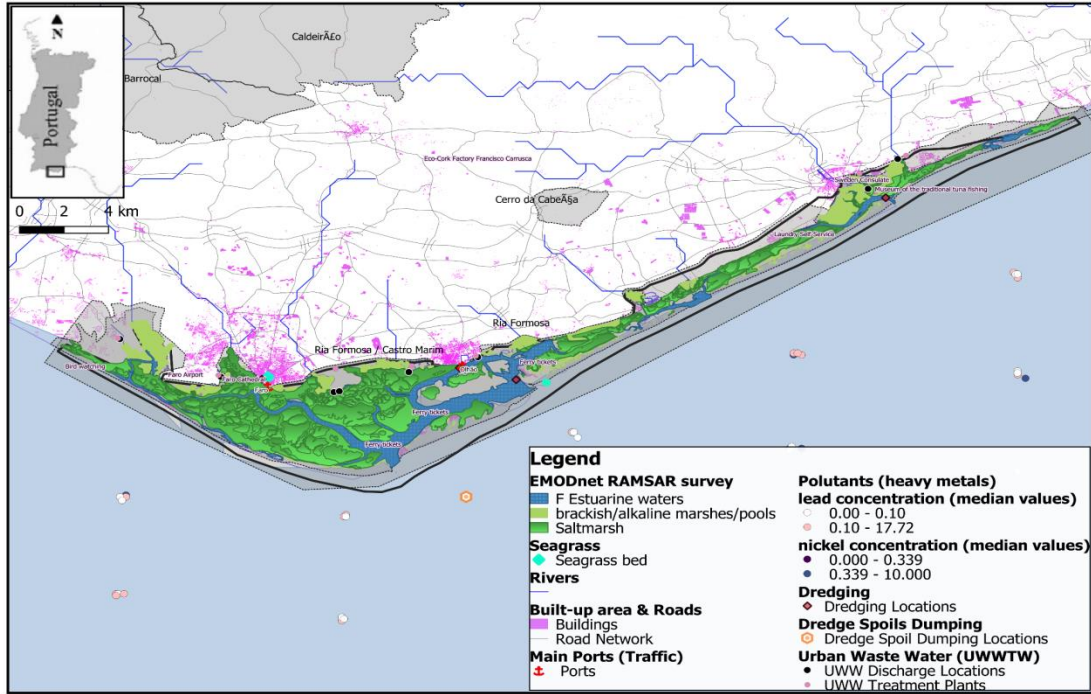 N
Portugal
0 2 4 km
CaldeirÃ£o
Barrocal
Eco-Cork Factory Francisco Carrusca
Cerro da CabeÃ§a
Sweden Consulate
Museum of the traditional tuna fishing
Laundry Self-Service
Ria Formosa
Ria Formosa / Castro Marim
Bird watching
Faro Airport
Faro Cathedral
Faro
Olhão
Ferry tickets
Ferry tickets
Ferry tickets
Legend
EMODnet RAMSAR survey
F Estuarine waters
brackish/alkaline marshes/pools
Saltmarsh
Seagrass
Seagrass bed
Rivers
Built-up area & Roads
Buildings
Road Network
Main Ports (Traffic)
Ports
Polutants (heavy metals)
lead concentration (median values)
0.00 - 0.10
0.10 - 17.72
nickel concentration (median values)
0.000 - 0.339
0.339 - 10.000
Dredging
Dredging Locations
Dredge Spoils Dumping
Dredge Spoil Dumping Locations
Urban Waste Water (UWWTW)
UWW Discharge Locations
UWW Treatment Plants